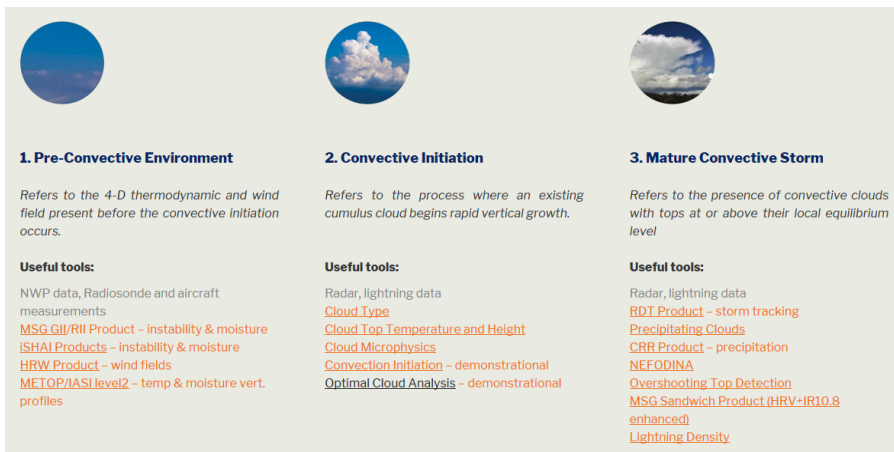 1. Pre-Convective Environment
Refers to the 4-D thermodynamic and wind
field present before the convective initiation
occurs.
Useful tools:
NWP data, Radiosonde and aircraft
measurements
MSG GII/RII Product – instability & moisture
iSHAI Products – instability & moisture
HRW Product – wind fields
METOP/IASI level2 – temp & moisture vert.
profiles
2. Convective Initiation
Refers to the process where an existing
cumulus cloud begins rapid vertical growth.
Useful tools:
Radar, lightning data
Cloud Type
Cloud Top Temperature and Height
Cloud Microphysics
Convection Initiation – demonstrational
Optimal Cloud Analysis – demonstrational
3. Mature Convective Storm
Refers to the presence of convective clouds
with tops at or above their local equilibrium
level
Useful tools:
Radar, lightning data
RDT Product – storm tracking
Precipitating Clouds
CRR Product – precipitation
NEFODINA
Overshooting Top Detection
MSG Sandwich Product (HRV+IR10.8
enhanced)
Lightning Density